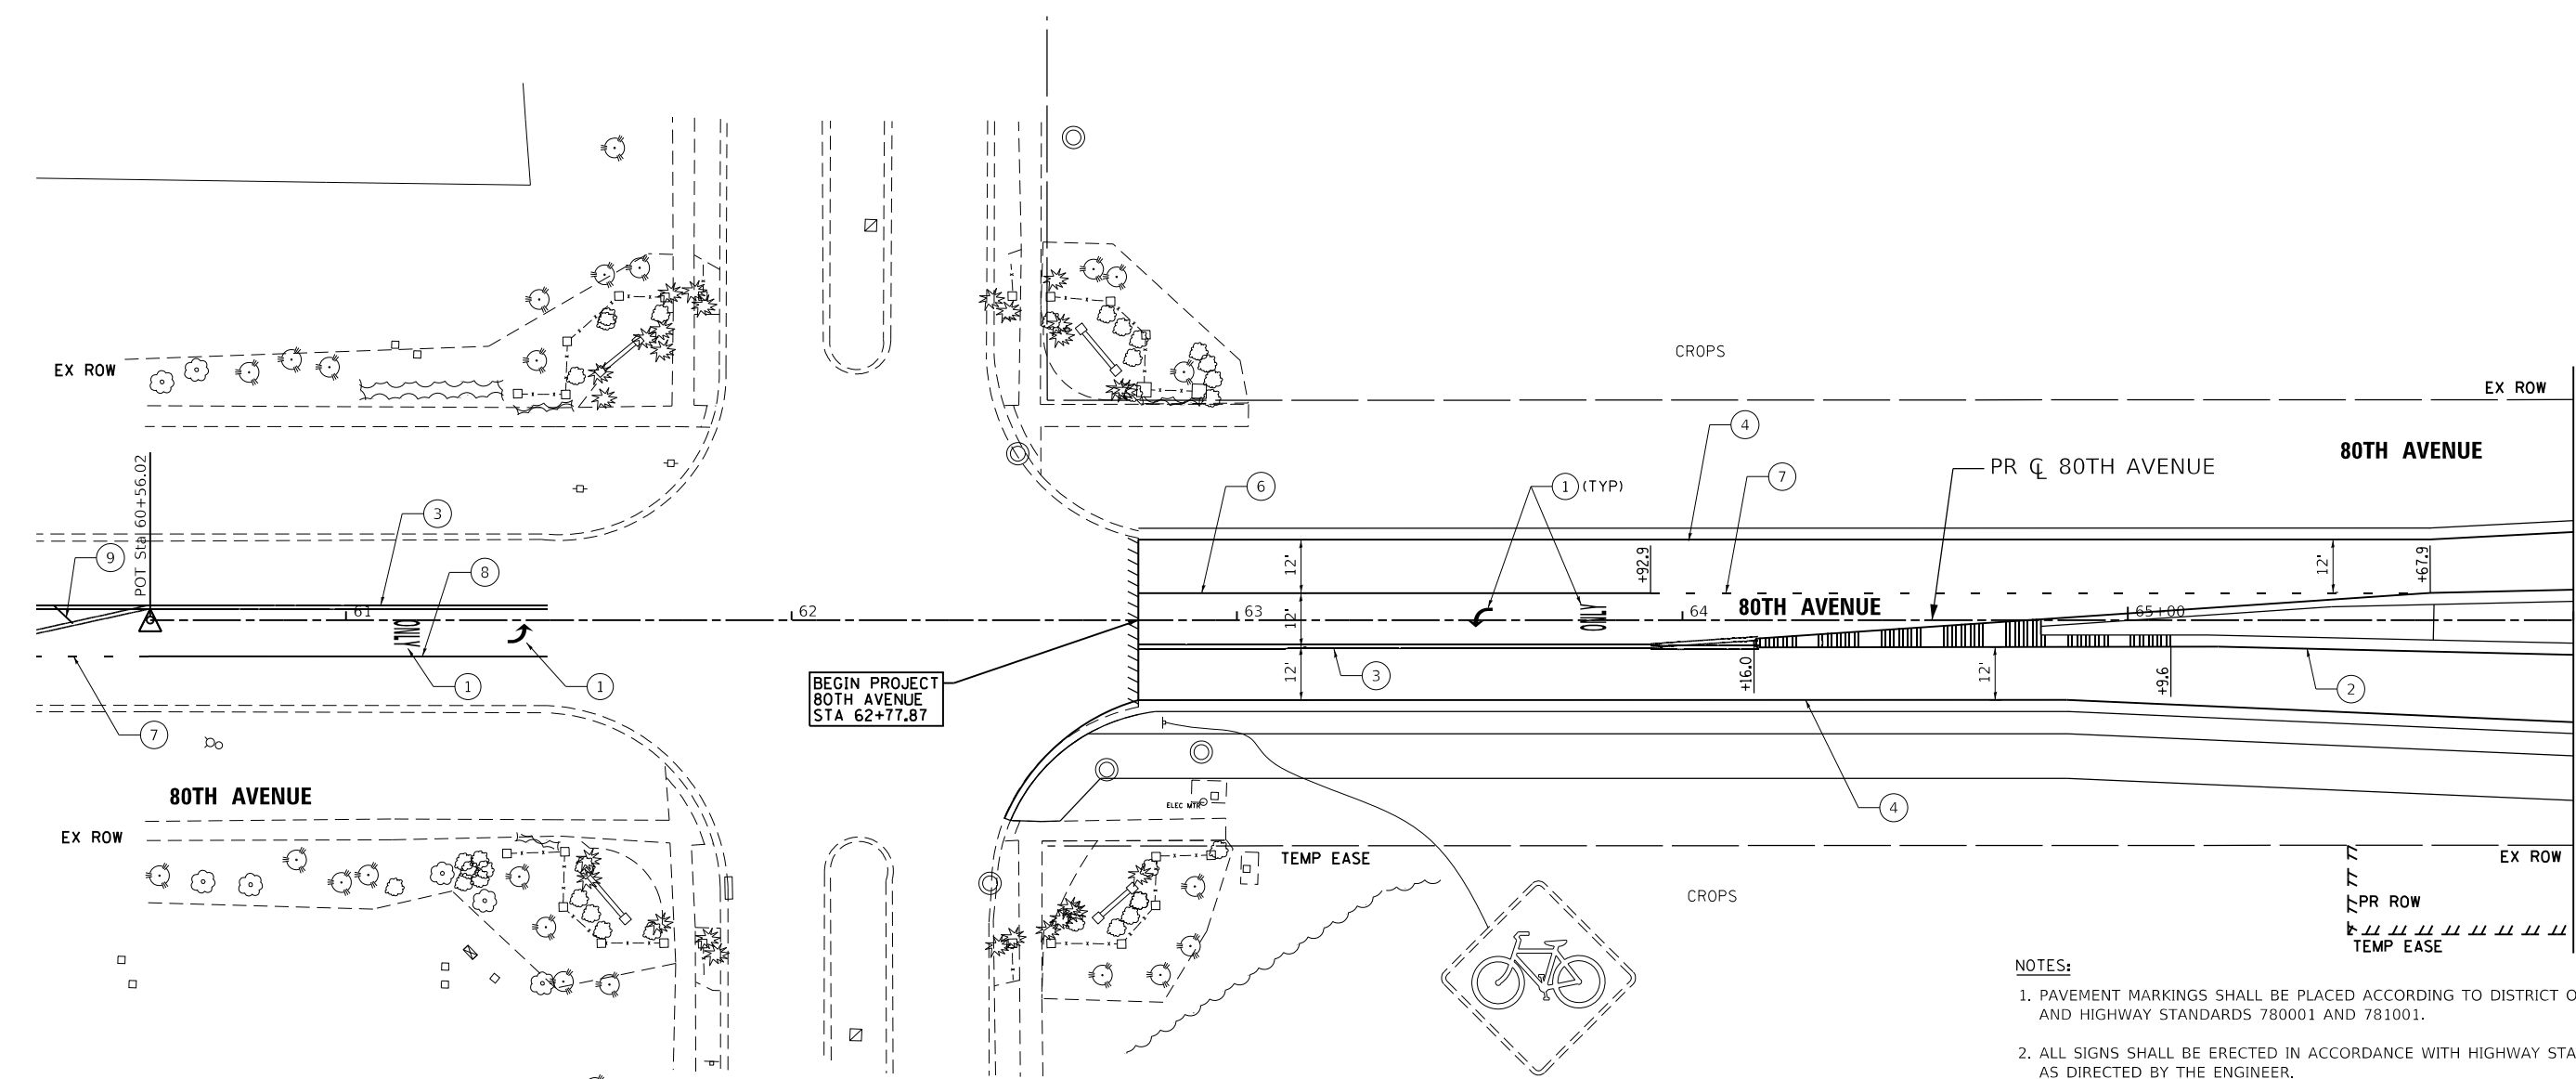 CROPS
EX ROW
EX ROW
80TH AVENUE
4
PR ℄ 80TH AVENUE
POT Sta 60+56.02
6
1 (TYP)
7
3
9
8
12'
+92.9
12'
+67.9
61
62
63
64
80TH AVENUE
65+00
ONLY
ONLY
12'
1
1
BEGIN PROJECT
80TH AVENUE
STA 62+77.87
12'
3
+16.0
12'
+9.6
2
7
80TH AVENUE
4
ELEC MTR
EX ROW
TEMP EASE
EX ROW
CROPS
PR ROW
TEMP EASE
NOTES:
1. PAVEMENT MARKINGS SHALL BE PLACED ACCORDING TO DISTRICT O
AND HIGHWAY STANDARDS 780001 AND 781001.
2. ALL SIGNS SHALL BE ERECTED IN ACCORDANCE WITH HIGHWAY STA
AS DIRECTED BY THE ENGINEER.